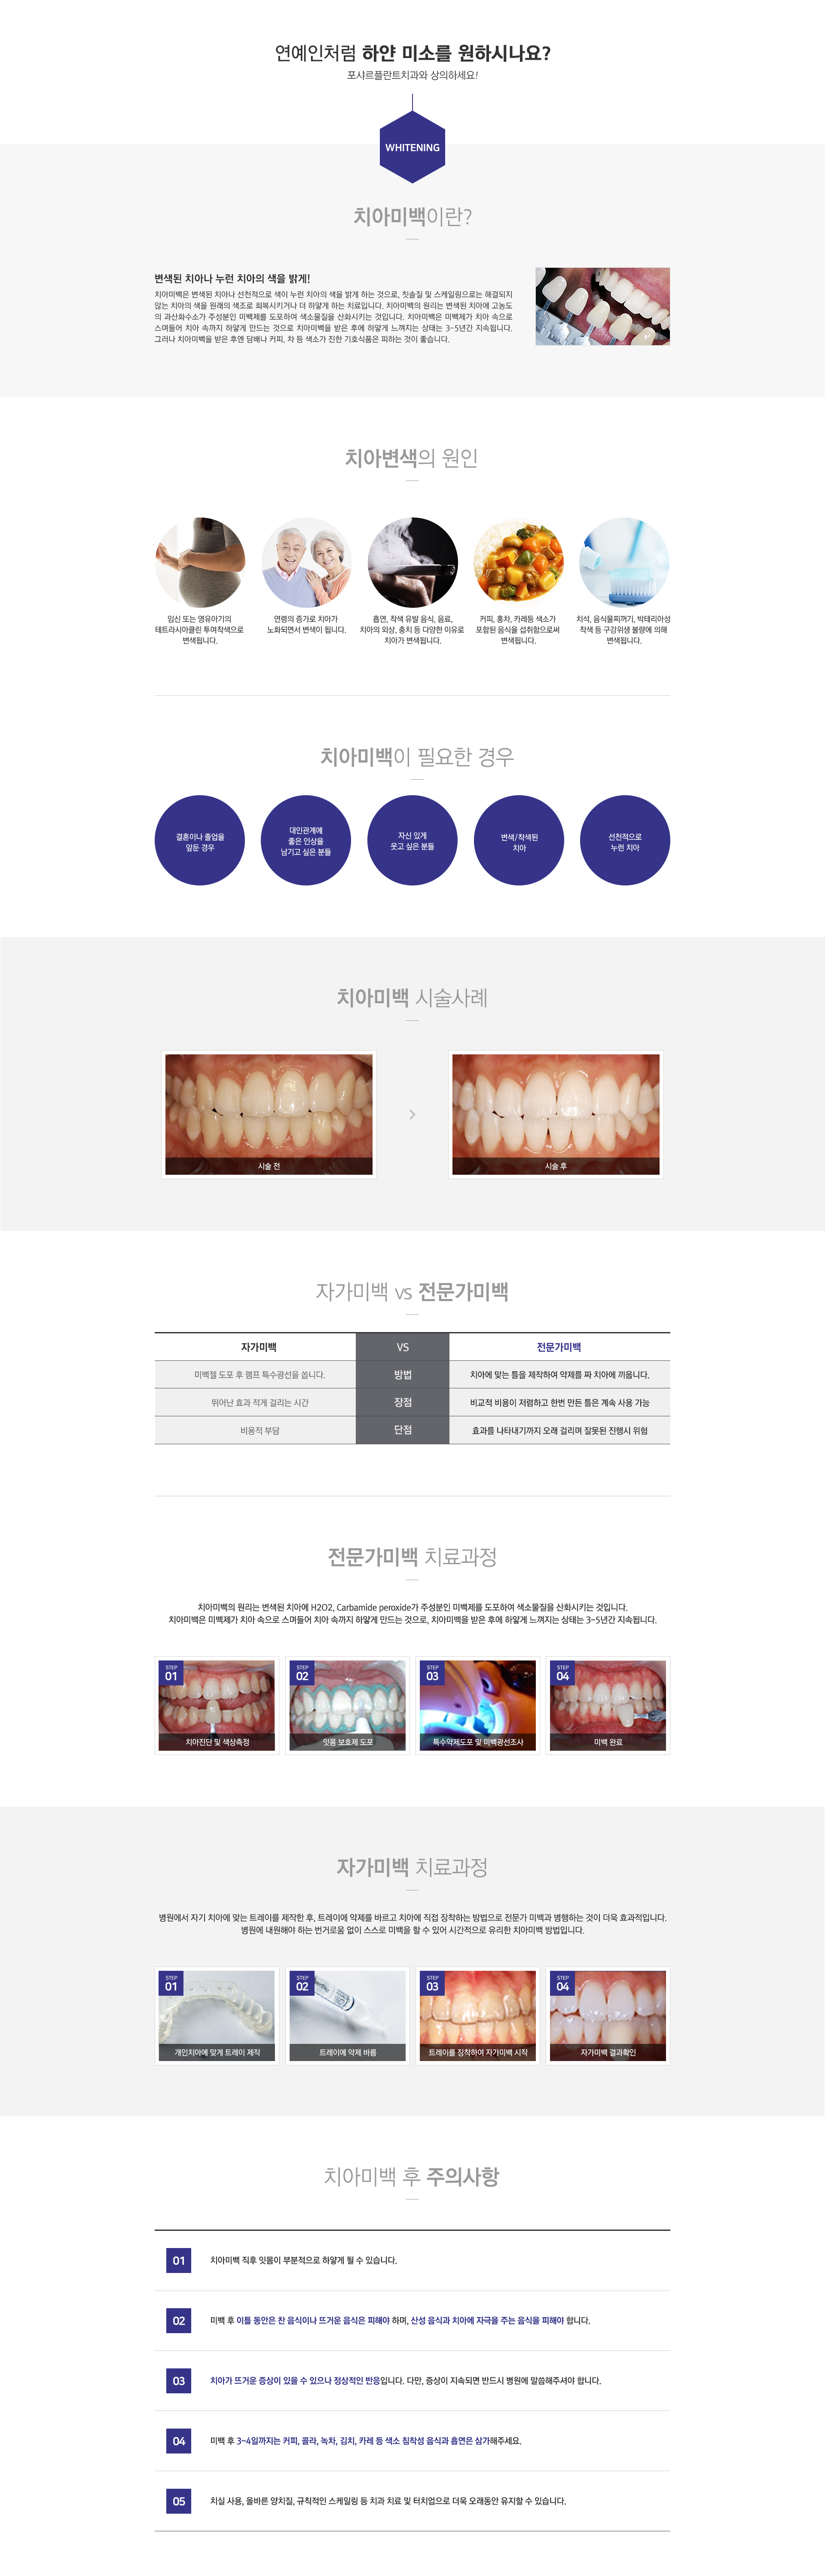 연예인처럼 하얀 미소를 원하시나요?
포샤르플란트치과와 상의하세요!
WHITENING
치아미백이란?
변색된 치아나 누런 치아의 색을 밝게!
치아미백은 변색된 치아나 선천적으로 색이 누런 치아의 색을 밝게 하는 것으로, 칫솔질 및 스케일링으로는 해결되지
않는 치아의 색을 원래의 색조로 회복시키거나 더 하얗게 하는 치료입니다. 치아미백의 원리는 변색된 치아에 고농도
의 과산화수소가 주성분인 미백제를 도포하여 색소물질을 산화시키는 것입니다. 치아미백은 미백제가 치아 속으로
스며들어 치아 속까지 하얗게 만드는 것으로 치아미백을 받은 후에 하얗게 느껴지는 상태는 3~5년간 지속됩니다.
그러나 치아미백을 받은 후엔 담배나 커피, 차 등 색소가 진한 기호식품은 피하는 것이 좋습니다.
치아변색의 원인
임신 또는 영유아기의
테트라시아클린 투여착색으로
변색됩니다.
연령의 증가로 치아가
노화되면서 변색이 됩니다.
흡연, 착색 유발 음식, 음료,
치아의 외상, 충치 등 다양한 이유로
치아가 변색됩니다.
커피, 홍차, 카레등 색소가
포함된 음식을 섭취함으로써
변색됩니다.
치석, 음식물찌꺼기, 박테리아성
착색 등 구강위생 불량에 의해
변색됩니다.
치아미백이 필요한 경우
결혼이나 졸업을
앞둔 경우
대인관계에
좋은 인상을
남기고 싶은 분들
자신 있게
웃고 싶은 분들
변색/착색된
치아
선천적으로
누런 치아
치아미백 시술사례
시술 전
시술 후
자가미백 vs 전문가미백
자가미백 VS 전문가미백
미백젤 도포 후 램프 특수광선을 씁니다. 방법 치아에 맞는 틀을 제작하여 약제를 짜 치아에 끼웁니다.
뛰어난 효과 적게 걸리는 시간 장점 비교적 비용이 저렴하고 한번 만든 틀은 계속 사용 가능
비용적 부담 단점 효과를 나타내기까지 오래 걸리며 잘못된 진행시 위험
전문가미백 치료과정
치아미백의 원리는 변색된 치아에 H2O2, Carbamide peroxide가 주성분인 미백제를 도포하여 색소물질을 산화시키는 것입니다.
치아미백은 미백제가 치아 속으로 스며들어 치아 속까지 하얗게 만드는 것으로, 치아미백을 받은 후에 하얗게 느껴지는 상태는 3~5년간 지속됩니다.
STEP
01
치아진단 및 색상측정
STEP
02
잇몸 보호제 도포
STEP
03
특수약제도포 및 미백광선조사
STEP
04
미백 완료
자가미백 치료과정
병원에서 자기 치아에 맞는 트레이를 제작한 후, 트레이에 약제를 바르고 치아에 직접 장착하는 방법으로 전문가 미백과 병행하는 것이 더욱 효과적입니다.
병원에 내원해야 하는 번거로움 없이 스스로 미백을 할 수 있어 시간적으로 유리한 치아미백 방법입니다.
STEP
01
개인치아에 맞게 트레이 제작
STEP
02
트레이에 약제 바름
STEP
03
트레이를 장착하여 자가미백 시작
STEP
04
자가미백 결과확인
치아미백 후 주의사항
01 치아미백 직후 잇몸이 부분적으로 하얗게 될 수 있습니다.
02 미백 후 이틀 동안은 찬 음식이나 뜨거운 음식은 피해야 하며, 산성 음식과 치아에 자극을 주는 음식을 피해야 합니다.
03 치아가 뜨거운 증상이 있을 수 있으나 정상적인 반응입니다. 다만, 증상이 지속되면 반드시 병원에 말씀해주셔야 합니다.
04 미백 후 3~4일까지는 커피, 콜라, 녹차, 김치, 카레 등 색소 침착성 음식과 흡연은 삼가해주세요.
05 치실 사용, 올바른 양치질, 규칙적인 스케일링 등 치과 치료 및 터치업으로 더욱 오래동안 유지할 수 있습니다.